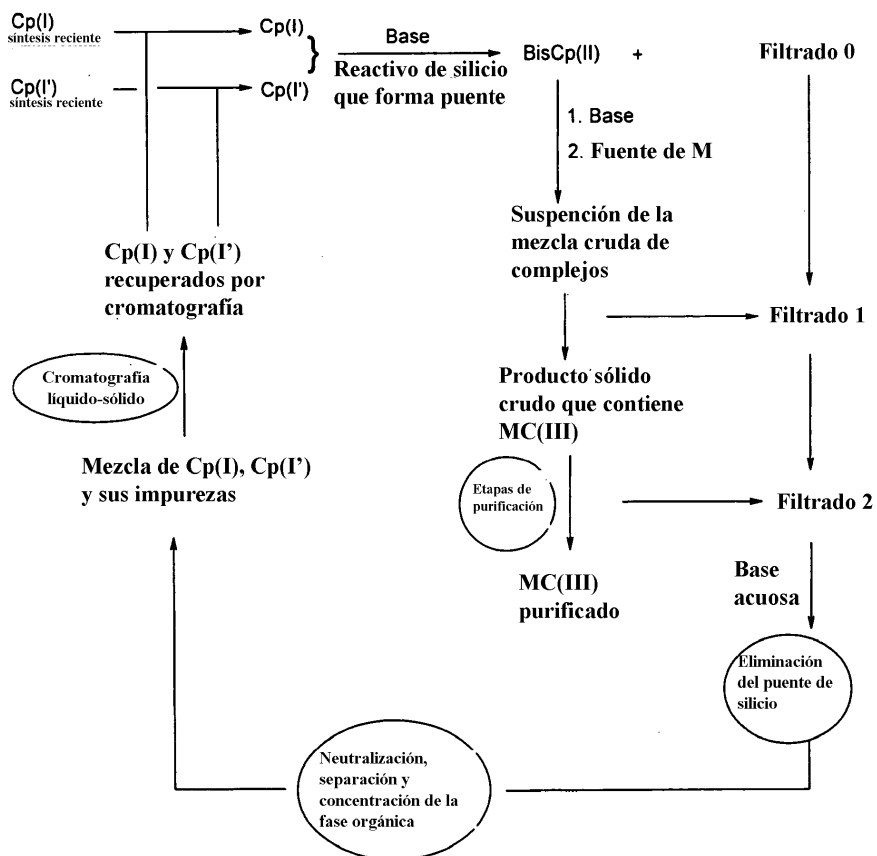 Cp(I)
síntesis reciente
Cp(I)
Cp(I')
síntesis reciente
Cp(I')
}
Base
Reactivo de silicio
que forma puente
BisCp(II) +
Filtrado 0
1. Base
2. Fuente de M
Suspención de la
mezcla cruda de
complejos
Cp(I) y Cp(I’)
recuperados por
cromatografía
Filtrado 1
Cromatografía
líquido-sólido
Producto sólido
crudo que contiene
MC(III)
Mezcla de Cp(I), Cp(I’)
y sus impurezas
Etapas de
purificación
Filtrado 2
MC(III)
purificado
Base
acuosa
Eliminación
del puente de
silicio
Neutralización,
separación y
concentración de la
fase orgánica